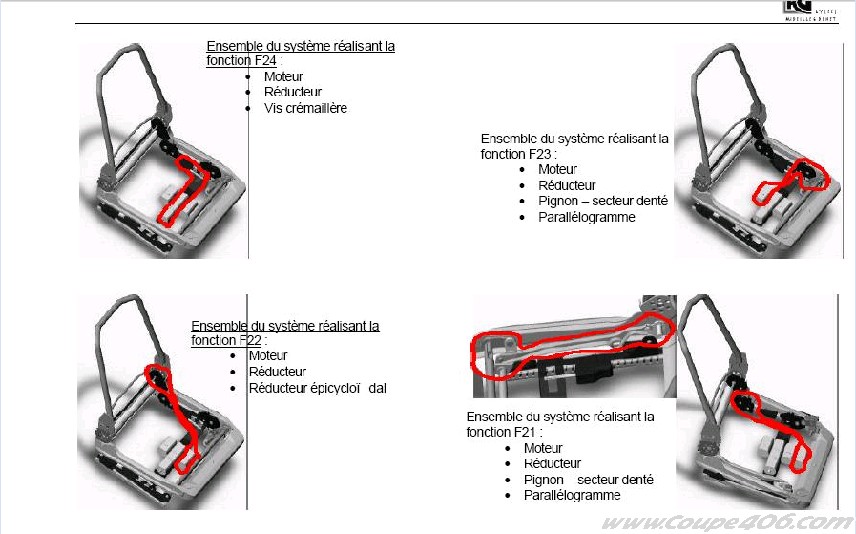 RG
Ensemble du système réalisant la
fonction F24 :
• Moteur
• Réducteur
• Vis crémaillère
Ensemble du système réalisant la
fonction F23 :
• Moteur
• Réducteur
• Pignon – secteur denté
• Parallélogramme
Ensemble du système réalisant la
fonction F22 :
• Moteur
• Réducteur
• Réducteur épicycloï dal
Ensemble du système réalisant la
fonction F21 :
• Moteur
• Réducteur
• Pignon – secteur denté
• Parallélogramme
www.coupe406.com